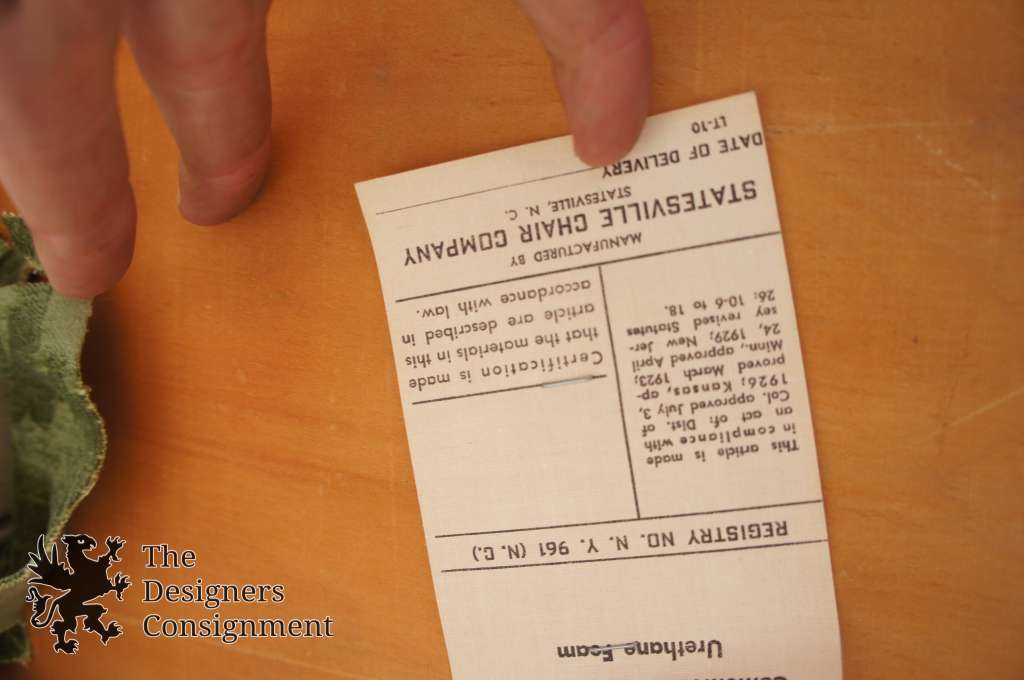 Urethane Foam
REGISTRY NO. N. Y. 961 (N. C.)
This article is made
in compliance with
an act of: Dist. of
Col. approved July 3,
1926; Kansas, ap-
proved March 1923;
Minn., approved April
24, 1929; New Jer-
sey revised Statutes
26: 10-6 to 18.
Certification is made
that the materials in this
article are described in
accordance with law.
MANUFACTURED BY
STATESVILLE CHAIR COMPANY
STATESVILLE, N. C.
DATE OF DELIVERY
LT-10
The
Designers
Consignment